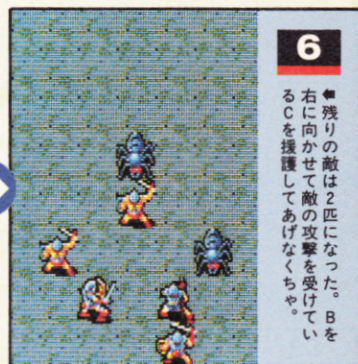 6
⬅残りの敵は2匹になった。Bを
右に向かせて敵の攻撃を受けてい
るCを援護してあげなくちゃ。